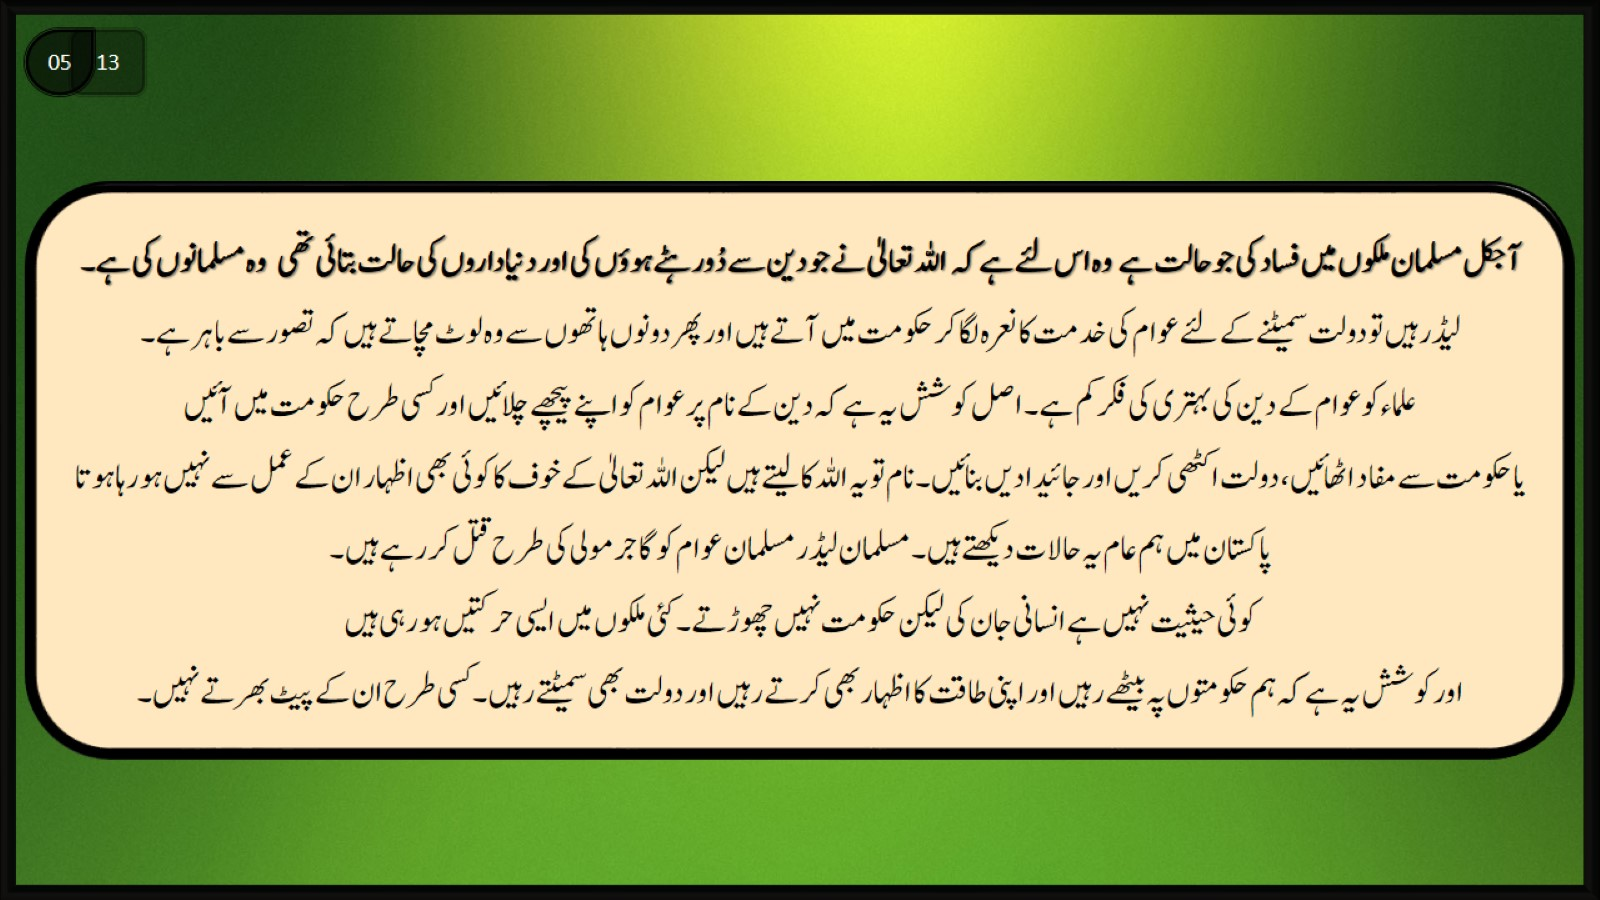 05 13
آجکل مسلمان ملکوں میں فساد کی جو حالت ہے وہ اس لئے ہے کہ اللہ تعالیٰ نے جو دین سے دُور ہٹے ہوؤں کی اور دنیاداروں کی حالت بتائی تھی وہ مسلمانوں کی ہے۔
لیڈر ہیں تو دولت سمیٹنے کے لئے عوام کی خدمت کا نعرہ لگا کر حکومت میں آتے ہیں اور پھر دونوں ہاتھوں سے وہ لوٹ مچاتے ہیں کہ تصور سے باہر ہے۔
علماء کو عوام کے دین کی بہتری کی فکر کم ہے۔ اصل کوشش یہ ہے کہ دین کے نام پر عوام کو اپنے پیچھے چلائیں اور کسی طرح حکومت میں آئیں
یا حکومت سے مفاد اٹھائیں، دولت اکٹھی کریں اور جائیدادیں بنائیں۔ نام تو یہ اللہ کا لیتے ہیں لیکن اللہ تعالیٰ کے خوف کا کوئی بھی اظہار ان کے عمل سے نہیں ہو رہا ہوتا
پاکستان میں ہم عام یہ حالات دیکھتے ہیں۔ مسلمان لیڈر مسلمان عوام کو گاجر مولی کی طرح قتل کر رہے ہیں۔
کوئی حیثیت نہیں ہے انسانی جان کی لیکن حکومت نہیں چھوڑتے۔ کئی ملکوں میں ایسی حرکتیں ہو رہی ہیں
اور کوشش یہ ہے کہ ہم حکومتوں پہ بیٹھے رہیں اور اپنی طاقت کا اظہار بھی کرتے رہیں اور دولت بھی سمیٹتے رہیں۔ کسی طرح ان کے پیٹ بھرتے نہیں۔